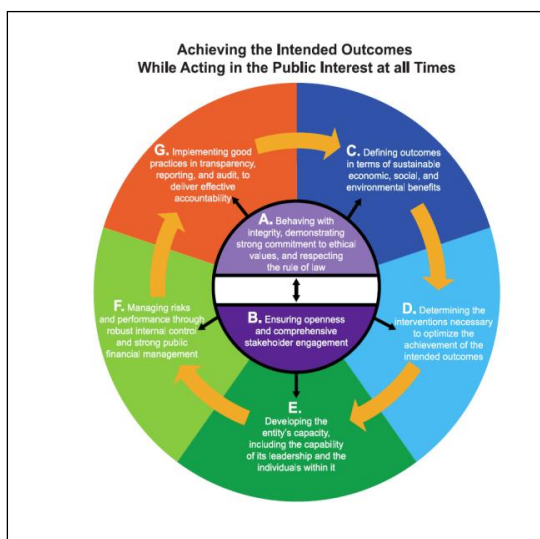 Achieving the Intended Outcomes
While Acting in the Public Interest at all Times
G. Implementing good
practices in transparency,
reporting, and audit, to
deliver effective
accountability
C. Defining outcomes
in terms of sustainable
economic, social, and
environmental benefits
A. Behaving with
integrity, demonstrating
strong commitment to ethical
values, and respecting
the rule of law
B. Ensuring openness
and comprehensive
stakeholder engagement
F. Managing risks
and performance through
robust internal control
and strong public
financial management
D. Determining the
interventions necessary
to optimize the
achievement of the
intended outcomes
E.
Developing the
entity's capacity,
including the capability
of its leadership and the
individuals within it